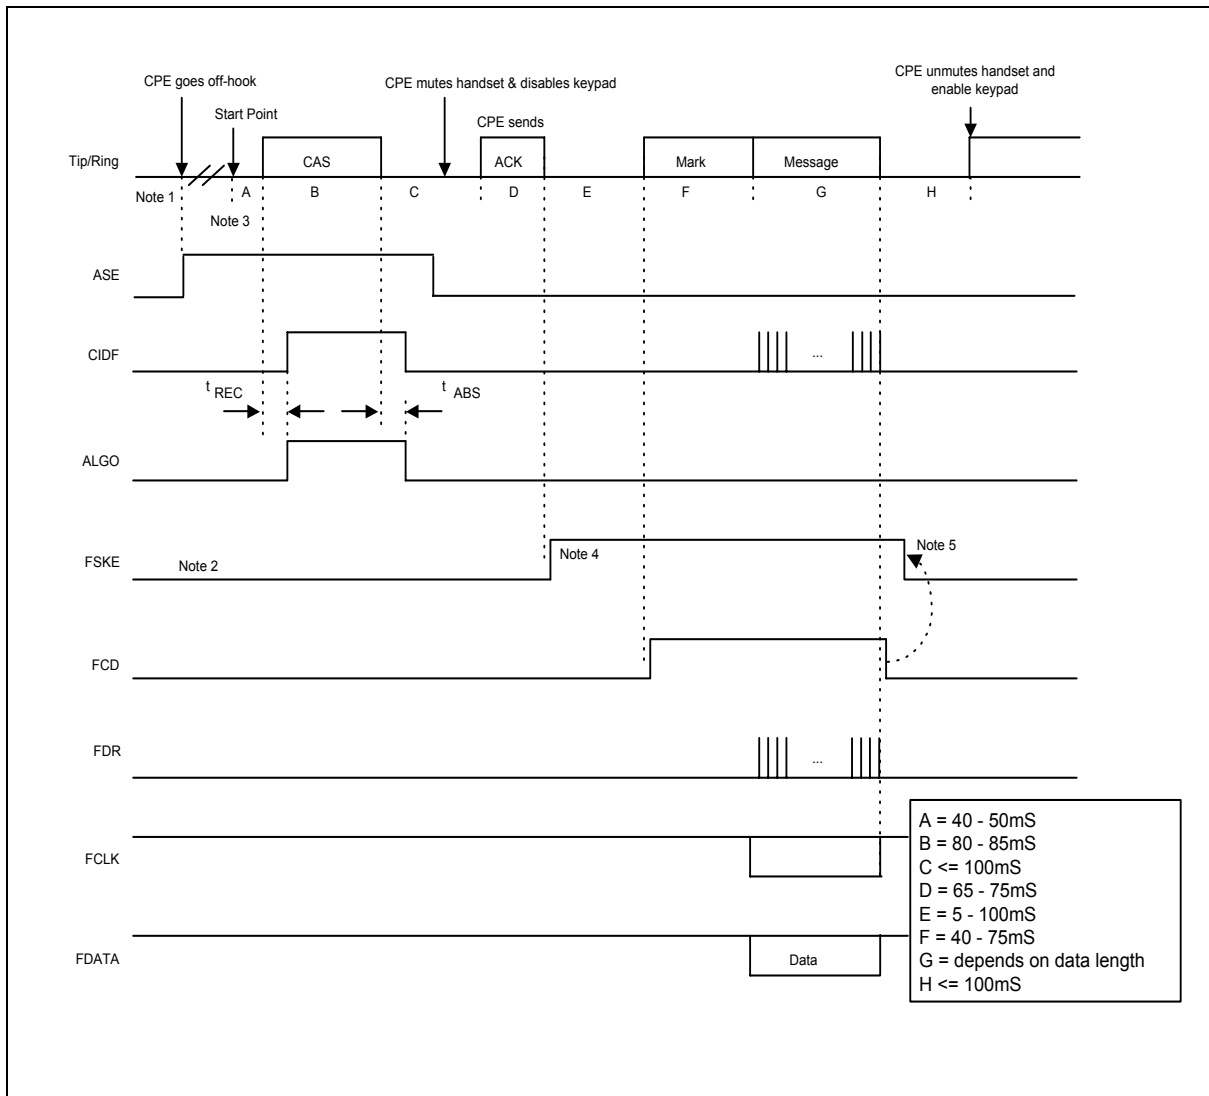 CPE goes off-hook
Start Point
CPE mutes handset & disables keypad
CPE sends
CPE unmutes handset and
enable keypad
Tip/Ring
CAS
ACK
Mark
Message
Note 1
A
B
C
D
E
F
G
H
Note 3
ASE
CIDF
...
t REC
t ABS
ALGO
FSKE
Note 2
Note 4
Note 5
FCD
FDR
...
FCLK
FDATA
Data
A = 40 - 50mS
B = 80 - 85mS
C <= 100mS
D = 65 - 75mS
E = 5 - 100mS
F = 40 - 75mS
G = depends on data length
H <= 100mS